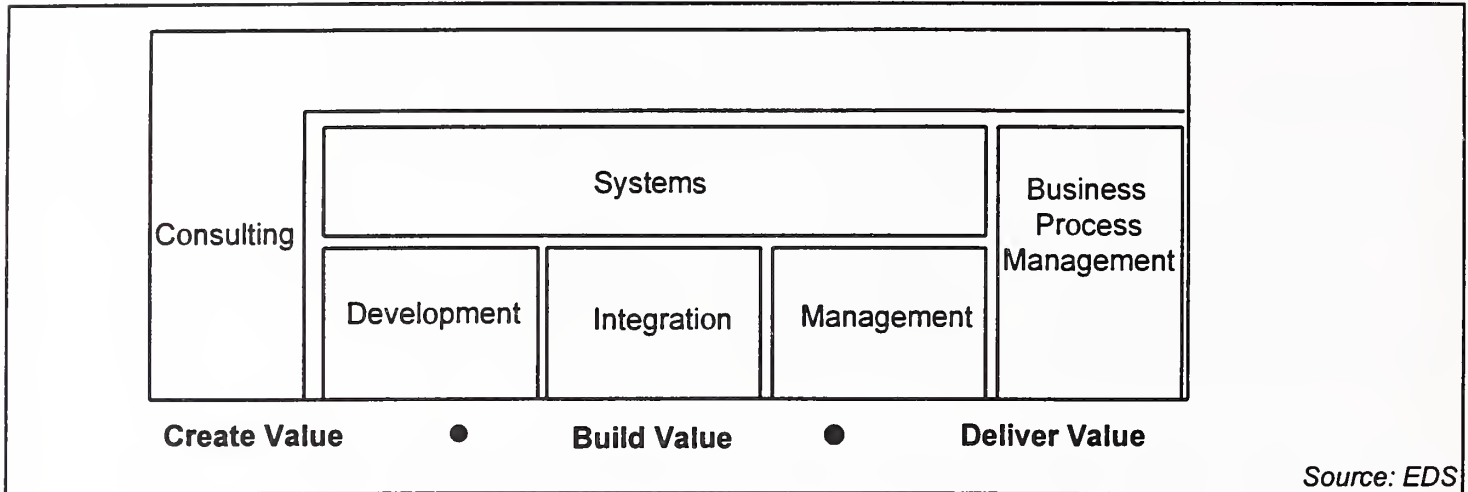 Systems
Business
Process
Management
Consulting
Development
Integration
Management
Create Value ● Build Value ● Deliver Value
Source: EDS